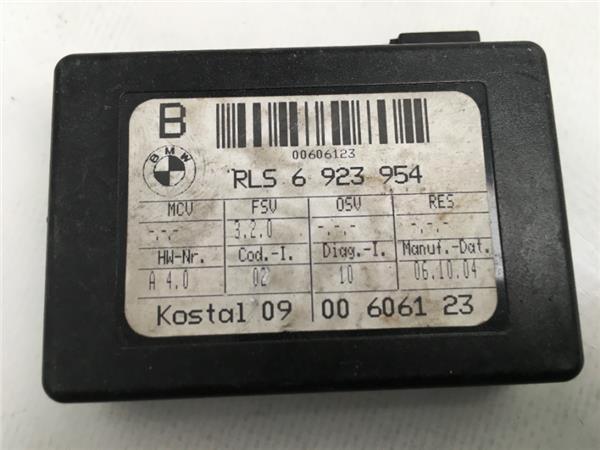 B
00606123
BMW
RLS 6 923 954
MCV FSV OSV RES
-.-.- 3.2.0 -.-.- -.-.-
HW-Nr. Cod.-I. Diag.-I. Manuf.-Dat.
A 4.0 02 10 06.10.04
Kostal 09 00 6061 23